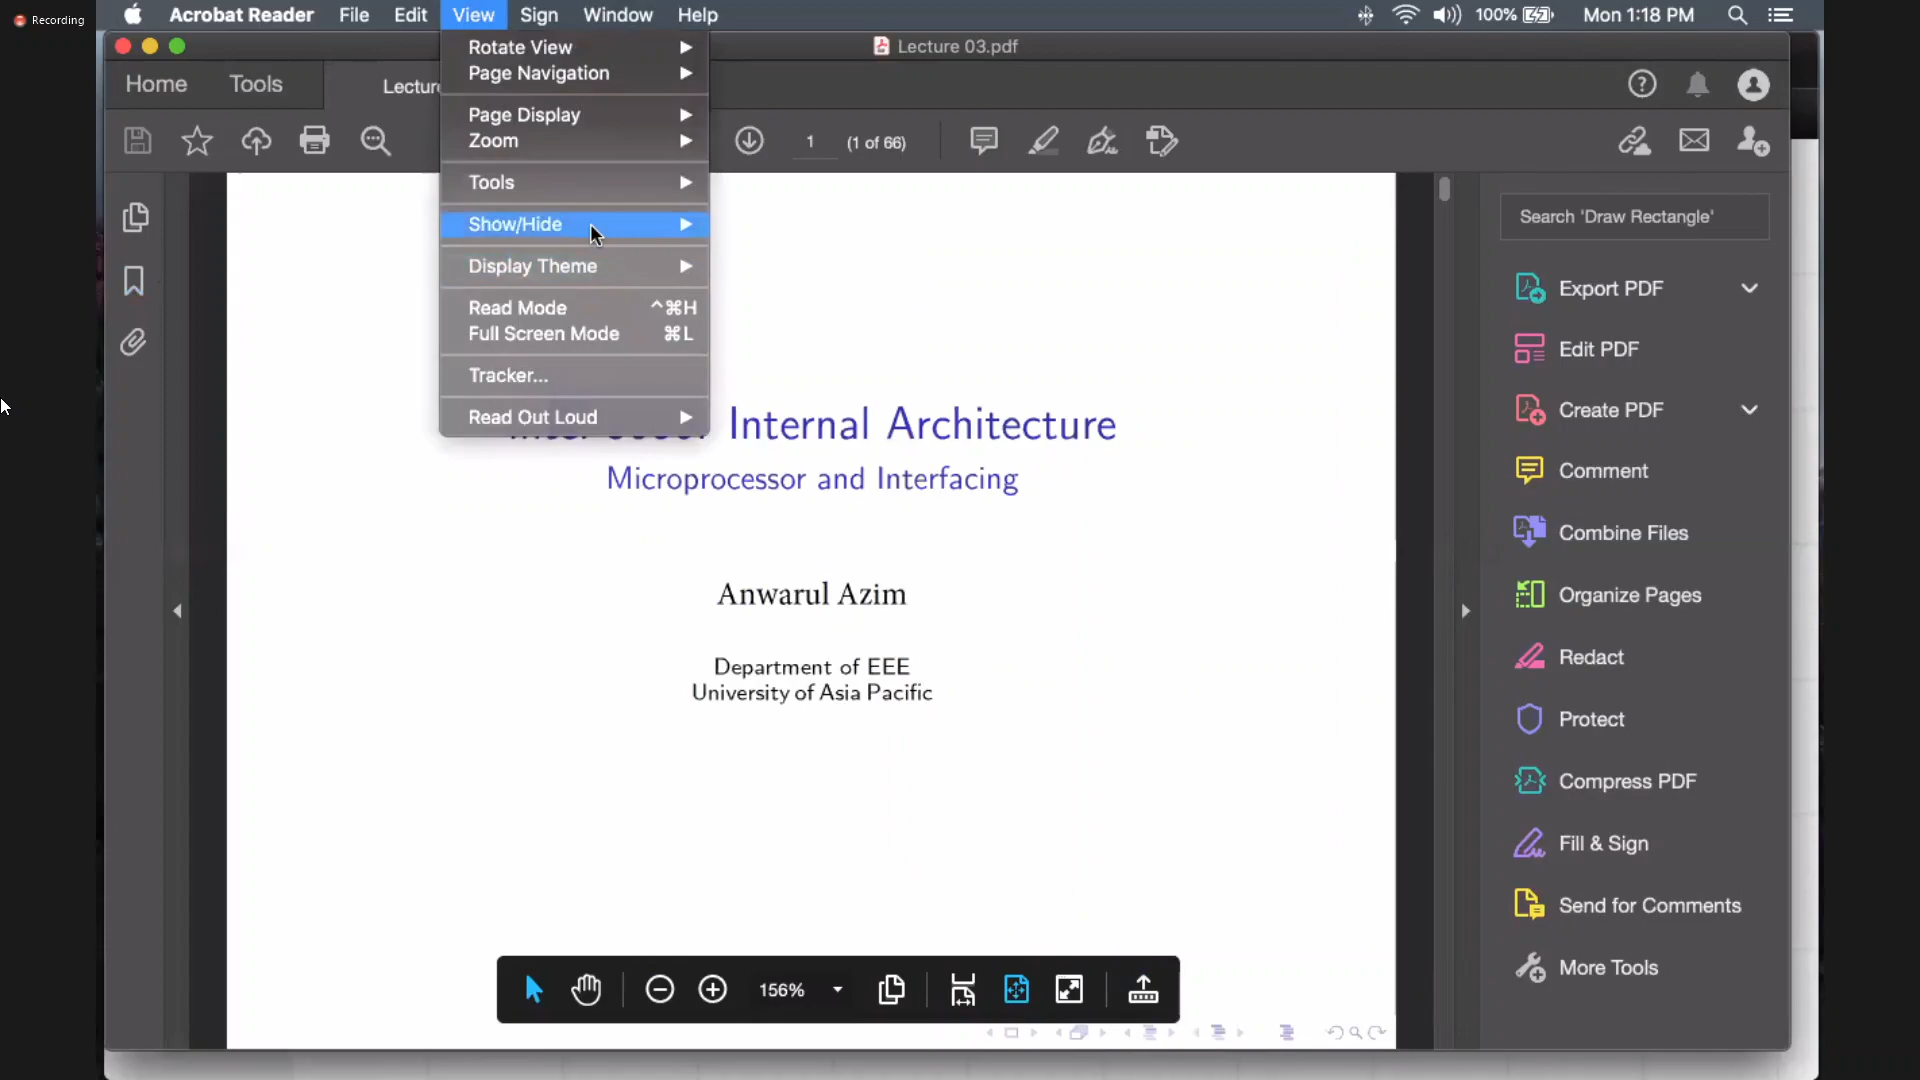 Recording
Acrobat Reader File Edit View Sign Window Help 100% Mon 1:18 PM
Lecture 03.pdf
Home Tools
1 (1 of 66)
Rotate View
Page Navigation
Page Display
Zoom
Tools
Show/Hide
Display Theme
Read Mode ^⌘H
Full Screen Mode ⌘L
Tracker...
Read Out Loud
Internal Architecture
Microprocessor and Interfacing
Anwarul Azim
Department of EEE
University of Asia Pacific
156%
Search 'Draw Rectangle'
Export PDF
Edit PDF
Create PDF
Comment
Combine Files
Organize Pages
Redact
Protect
Compress PDF
Fill & Sign
Send for Comments
More Tools